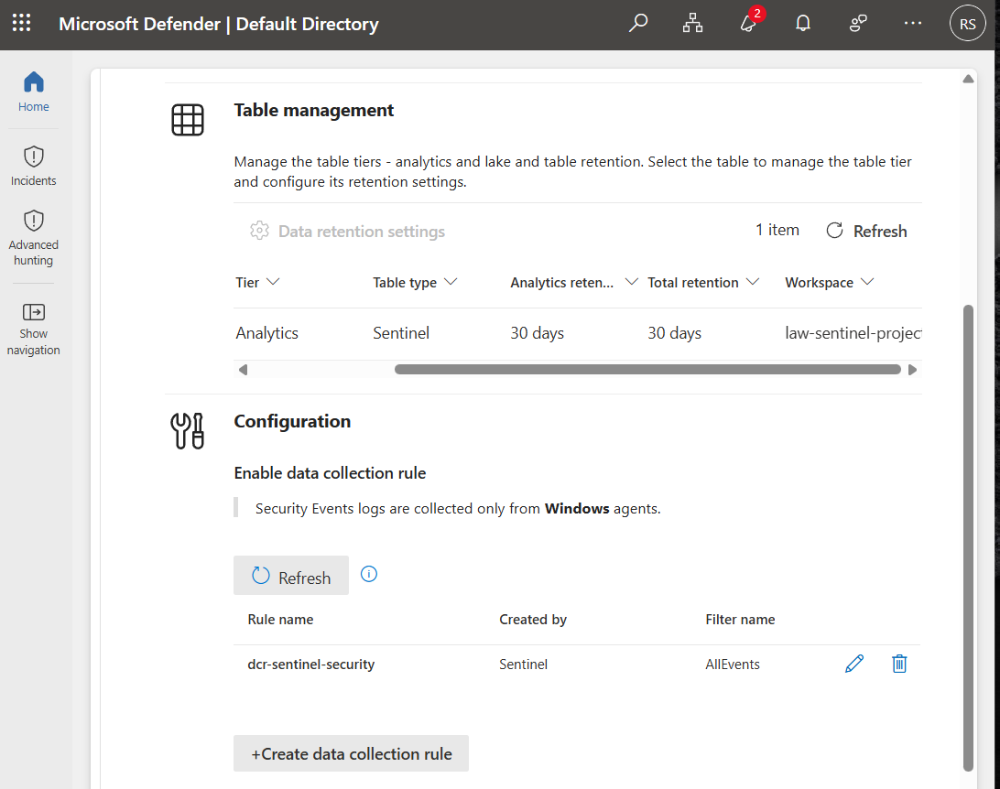 Microsoft Defender | Default Directory
2
RS
Home
Incidents
Advanced
hunting
Show
navigation
Table management
Manage the table tiers - analytics and lake and table retention. Select the table to manage the table tier
and configure its retention settings.
Data retention settings
1 item
Refresh
Tier
Table type
Analytics reten...
Total retention
Workspace
Analytics
Sentinel
30 days
30 days
law-sentinel-projec
Configuration
Enable data collection rule
Security Events logs are collected only from Windows agents.
Refresh
Rule name
Created by
Filter name
dcr-sentinel-security
Sentinel
AllEvents
+Create data collection rule